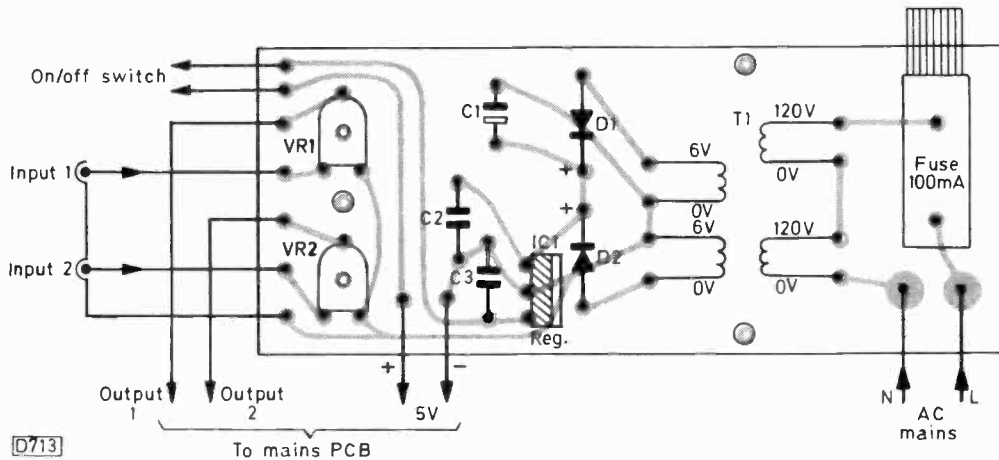 On/off switch
Input 1
Input 2
VR1
VR2
C1
C2
C3
IC1
Reg.
D1
D2
+
+
6V
0V
6V
0V
T1
120V
0V
120V
0V
Fuse
100mA
+
−
Output
1
Output
2
5V
N
L
AC
mains
To mains PCB
D713